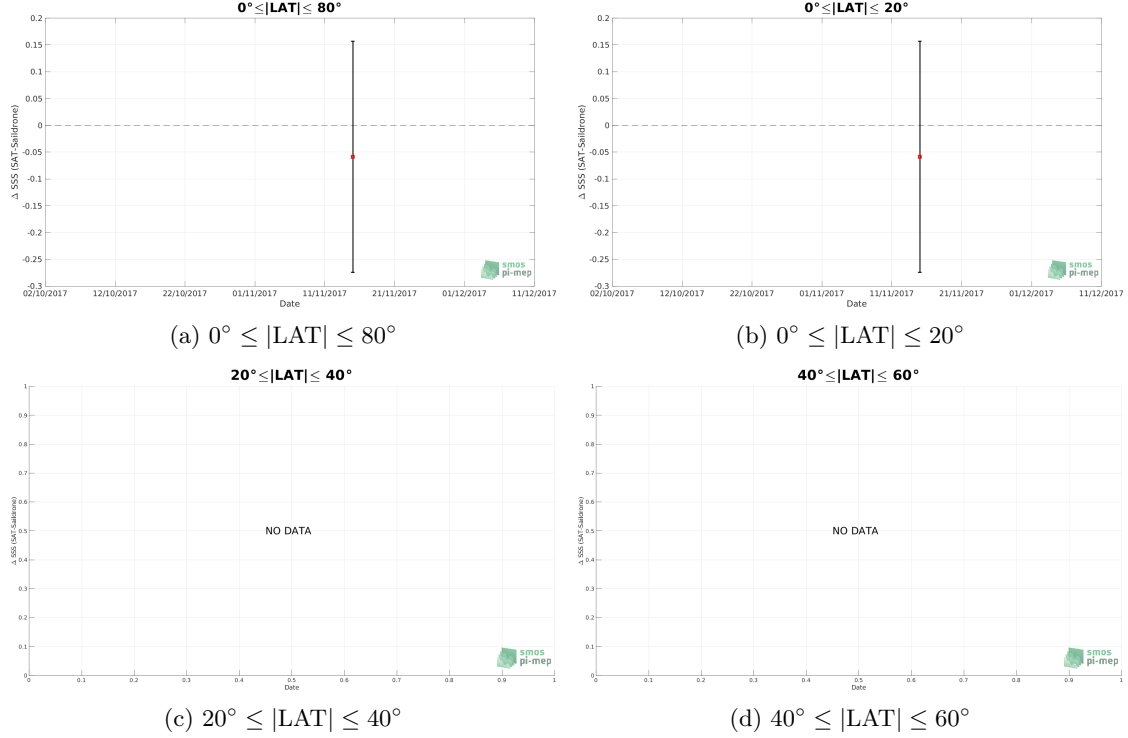 0°≤|LAT|≤ 80°
0.2
0.15
0.1
0.05
0
-0.05
-0.1
-0.15
-0.2
-0.25
-0.3
Δ SSS (SAT-Saildrone)
02/10/2017 12/10/2017 22/10/2017 01/11/2017 11/11/2017 21/11/2017 01/12/2017 11/12/2017
Date
smos
pi-mep
(a) 0° ≤ |LAT| ≤ 80°
0°≤|LAT|≤ 20°
0.2
0.15
0.1
0.05
0
-0.05
-0.1
-0.15
-0.2
-0.25
-0.3
Δ SSS (SAT-Saildrone)
02/10/2017 12/10/2017 22/10/2017 01/11/2017 11/11/2017 21/11/2017 01/12/2017 11/12/2017
Date
smos
pi-mep
(b) 0° ≤ |LAT| ≤ 20°
20°≤|LAT|≤ 40°
1
0.9
0.8
0.7
0.6
0.5
0.4
0.3
0.2
0.1
0
Δ SSS (SAT-Saildrone)
NO DATA
0 0.1 0.2 0.3 0.4 0.5 0.6 0.7 0.8 0.9 1
Date
smos
pi-mep
(c) 20° ≤ |LAT| ≤ 40°
40°≤|LAT|≤ 60°
1
0.9
0.8
0.7
0.6
0.5
0.4
0.3
0.2
0.1
0
Δ SSS (SAT-Saildrone)
NO DATA
0 0.1 0.2 0.3 0.4 0.5 0.6 0.7 0.8 0.9 1
Date
smos
pi-mep
(d) 40° ≤ |LAT| ≤ 60°